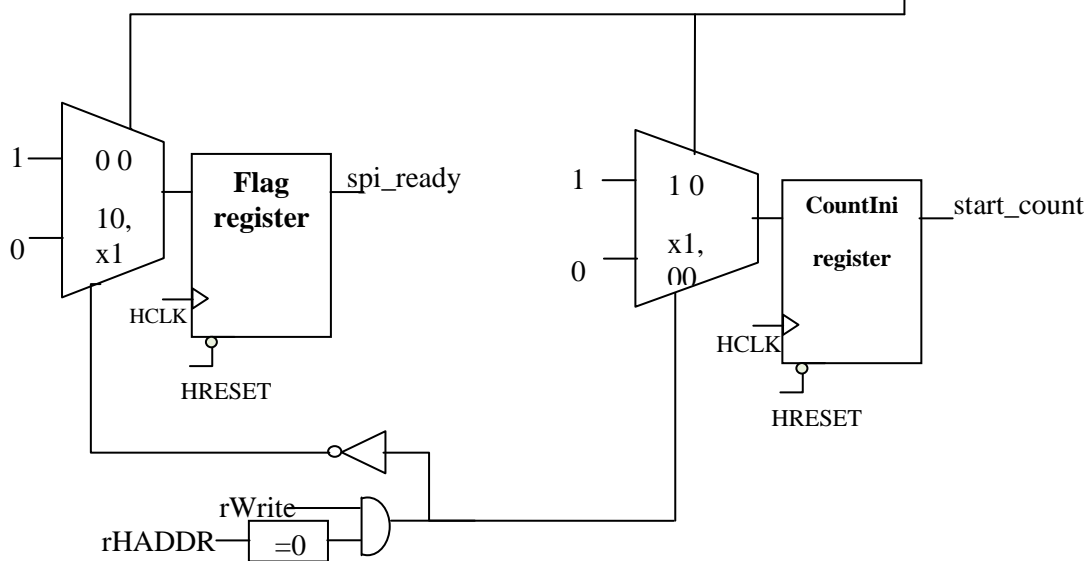 1
0 0
10,
x1
0
Flag
register
spi_ready
HCLK
HRESET
1
1 0
x1,
00
0
CountIni
register
start_count
HCLK
HRESET
rWrite
rHADDR
=0